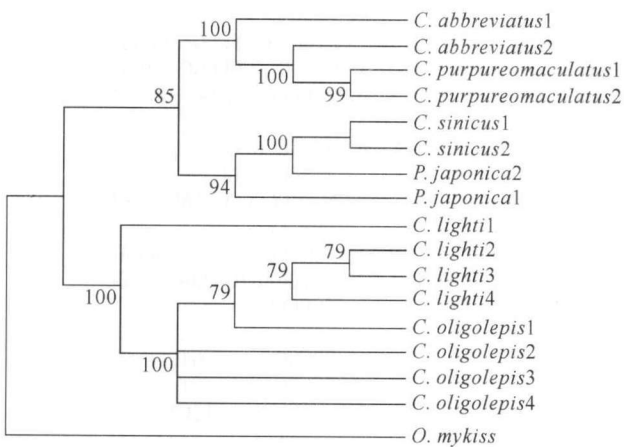 C. abbreviatus1
100
C. abbreviatus2
C. purpureomaculatus1
100
99
C. purpureomaculatus2
85
C. sinicus1
100
C. sinicus2
P. japonica2
94
P. japonica1
C. lighti1
C. lighti2
79
C. lighti3
79
100
79
C. lighti4
C. oligolepis1
C. oligolepis2
100
C. oligolepis3
C. oligolepis4
O. mykiss